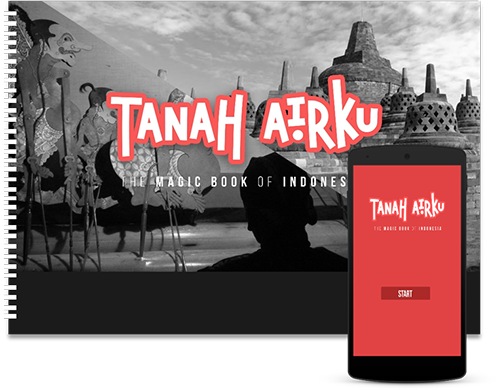 TANAH AIRKU
THE MAGIC BOOK OF INDONES
TANAH AIRKU
THE MAGIC BOOK OF INDONESIA
START